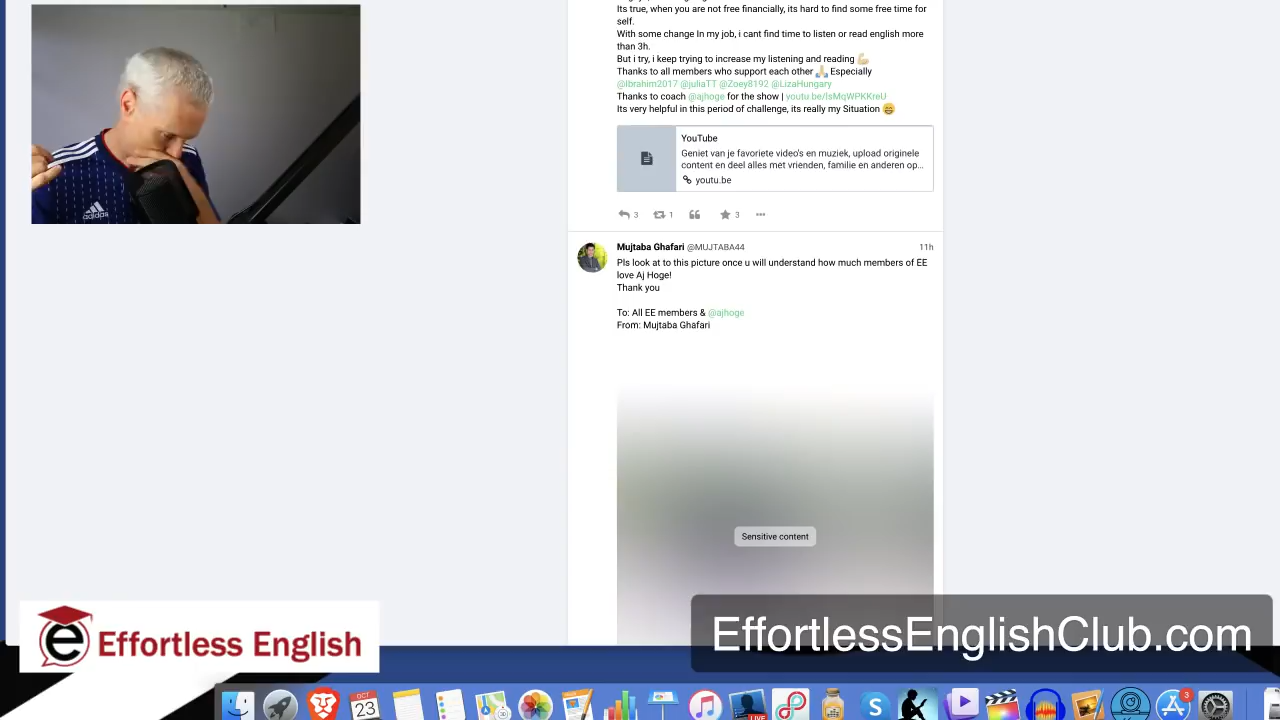 Its true, when you are not free financially, its hard to find some free time for
self.
With some change In my job, i cant find time to listen or read english more
than 3h.
But i try, i keep trying to increase my listening and reading 💪
Thanks to all members who support each other 🙏 Especially
@Ibrahim2017 @juliaTT @Zoey8192 @LizaHungary
Thanks to coach @ajhoge for the show | youtu.be/lsMqWPKKreU
Its very helpful in this period of challenge, its really my Situation 😄
YouTube
Geniet van je favoriete video's en muziek, upload originele
content en deel alles met vrienden, familie en anderen op...
youtu.be
3 1 3
Mujtaba Ghafari @MUJTABA44 11h
Pls look at to this picture once u will understand how much members of EE
love Aj Hoge!
Thank you
To: All EE members & @ajhoge
From: Mujtaba Ghafari
Sensitive content
adidas
e Effortless English
EffortlessEnglishClub.com
OCT
23
LIVE
3